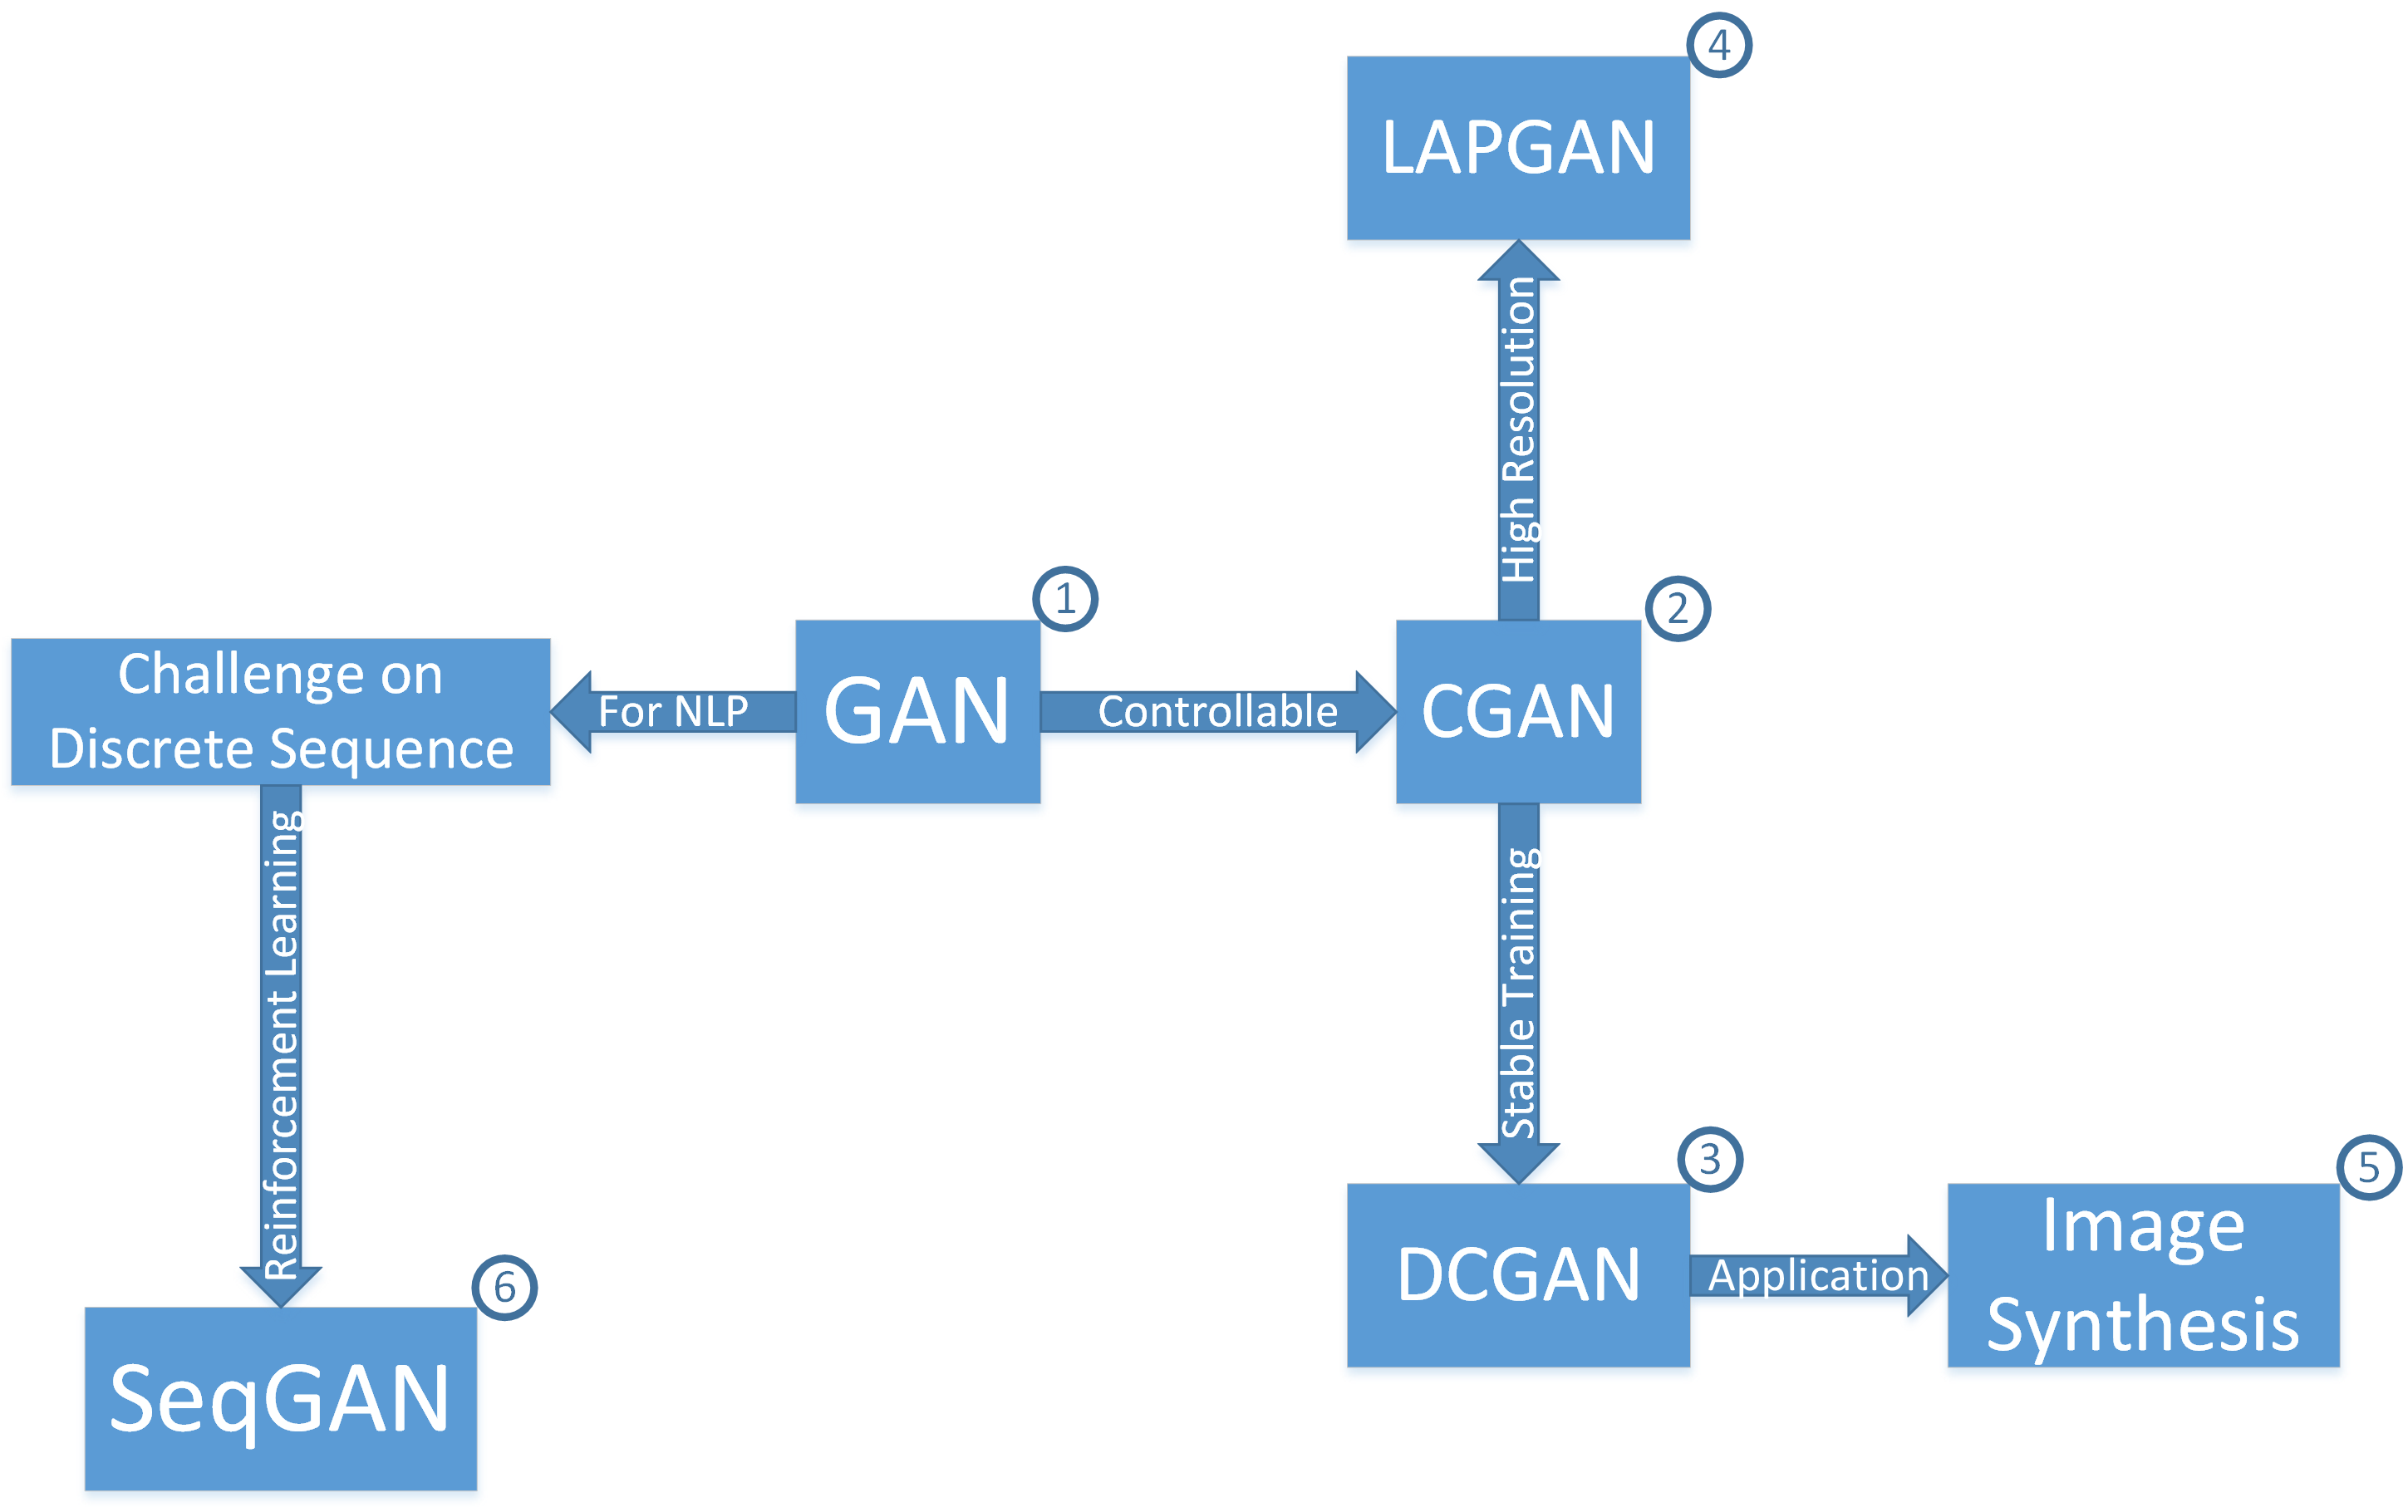 4
LAPGAN
High Resolution
1
2
Challenge on
Discrete Sequence
For NLP
GAN
Controllable
CGAN
Reinforcement Learning
Stable Training
3
5
6
SeqGAN
DCGAN
Application
Image
Synthesis